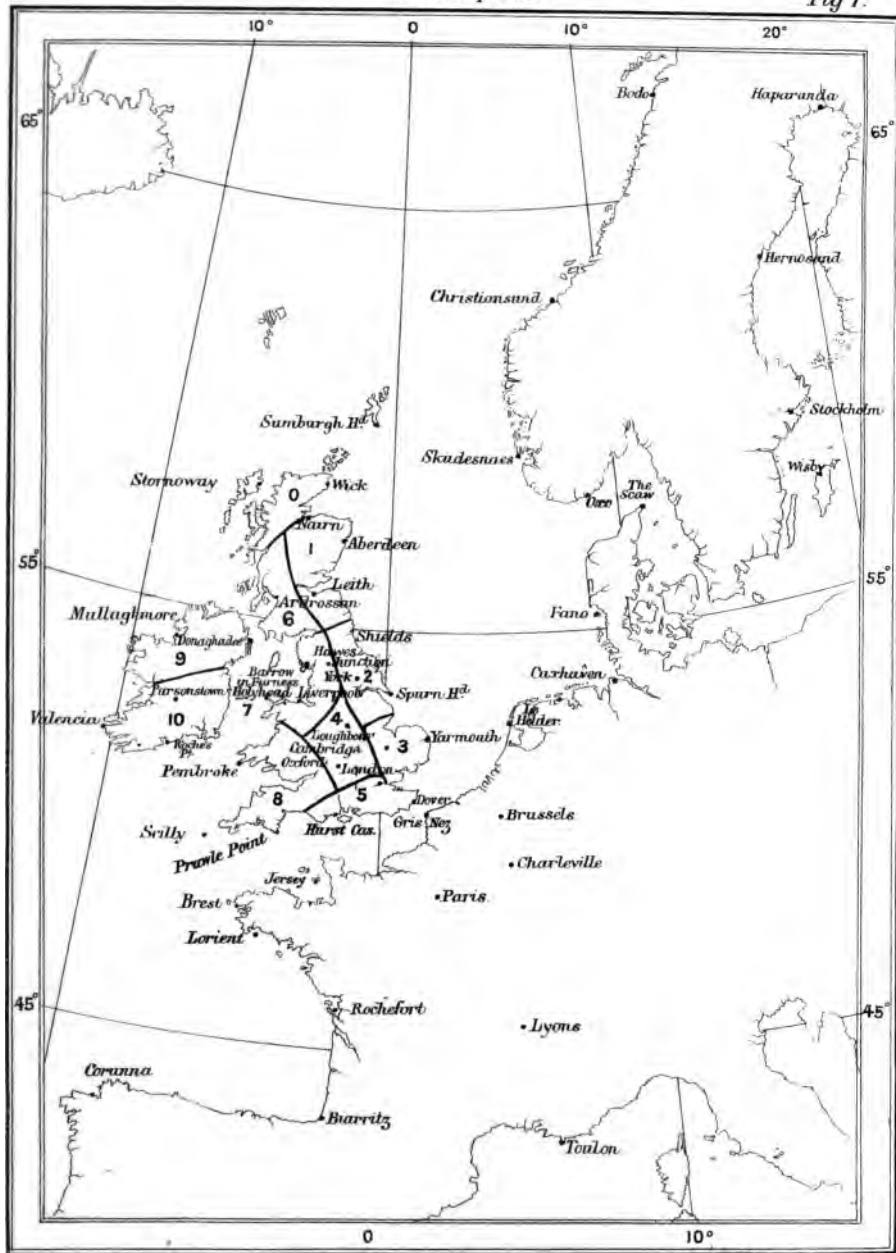 Fig 1.
10° 0 10° 20°
Bodo
Haparanda
65° 65°
Hernosand
Christionsund
Stockholm
Sumburgh Hd.
Skudesnaes
Wisby
Stornoway
Wick
0
Oxo
The
Scaw
Nairn
1
Aberdeen
55° 55°
Leith
Ardrossan
Fano
Mullaghmore
6
Shields
Donaghadee
Hawes
Junction
9
Barrow
in Furness
York
2
Cuxhaven
Parsonstown
Holyhead
Liverpool
Spurn Hd.
Valencia
10
7
4
Helder
Loughboro'
3
Yarmouth
Roche's
Pt.
Cambridge
Pembroke
Oxford
London
8
5
Dover
Scilly
Hurst Cas.
Gris Nez
Brussels
Prawle Point
Charleville
Jersey
Brest
Paris
Lorient
45° 45°
Rochefort
Lyons
Corunna
Biarritz
Toulon
0 10°